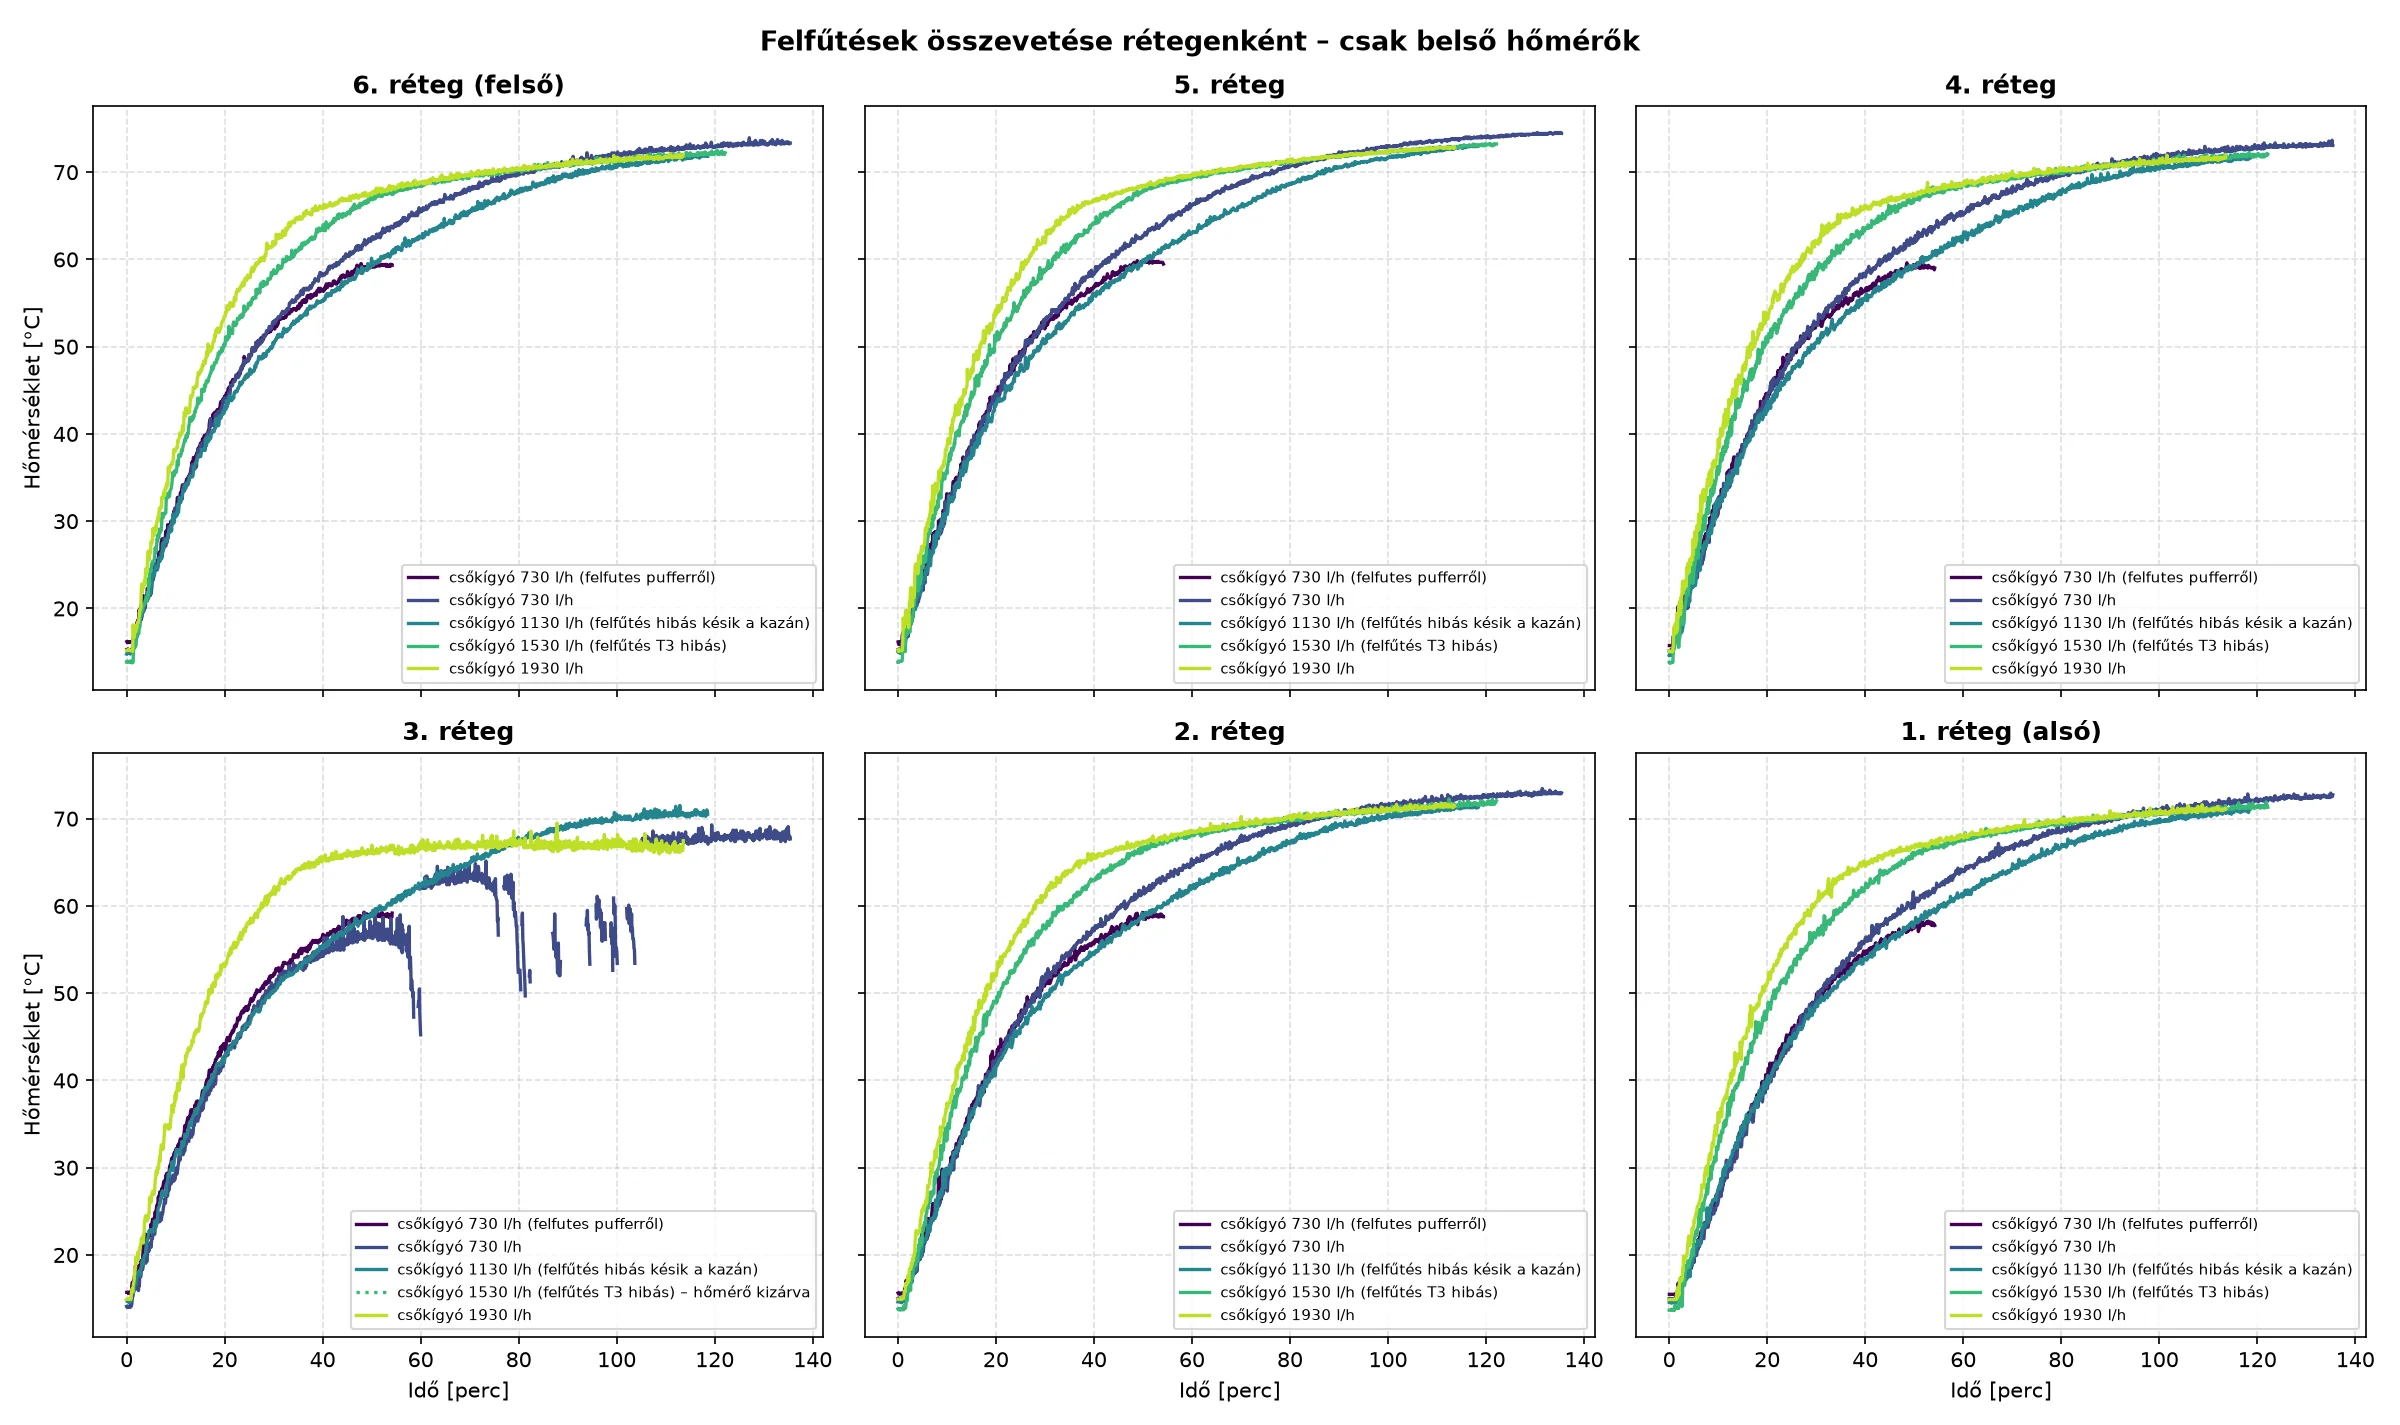 Felfűtések összevetése rétegenként – csak belső hőmérők
6. réteg (felső)
5. réteg
4. réteg
Hőmérséklet [°C]
70
60
50
40
30
20
csőkígyó 730 l/h (felfutes pufferről)
csőkígyó 730 l/h
csőkígyó 1130 l/h (felfűtés hibás késik a kazán)
csőkígyó 1530 l/h (felfűtés T3 hibás)
csőkígyó 1930 l/h
csőkígyó 730 l/h (felfutes pufferről)
csőkígyó 730 l/h
csőkígyó 1130 l/h (felfűtés hibás késik a kazán)
csőkígyó 1530 l/h (felfűtés T3 hibás)
csőkígyó 1930 l/h
csőkígyó 730 l/h (felfutes pufferről)
csőkígyó 730 l/h
csőkígyó 1130 l/h (felfűtés hibás késik a kazán)
csőkígyó 1530 l/h (felfűtés T3 hibás)
csőkígyó 1930 l/h
3. réteg
2. réteg
1. réteg (alsó)
Hőmérséklet [°C]
70
60
50
40
30
20
csőkígyó 730 l/h (felfutes pufferről)
csőkígyó 730 l/h
csőkígyó 1130 l/h (felfűtés hibás késik a kazán)
csőkígyó 1530 l/h (felfűtés T3 hibás) – hőmérő kizárva
csőkígyó 1930 l/h
csőkígyó 730 l/h (felfutes pufferről)
csőkígyó 730 l/h
csőkígyó 1130 l/h (felfűtés hibás késik a kazán)
csőkígyó 1530 l/h (felfűtés T3 hibás)
csőkígyó 1930 l/h
csőkígyó 730 l/h (felfutes pufferről)
csőkígyó 730 l/h
csőkígyó 1130 l/h (felfűtés hibás késik a kazán)
csőkígyó 1530 l/h (felfűtés T3 hibás)
csőkígyó 1930 l/h
0 20 40 60 80 100 120 140
0 20 40 60 80 100 120 140
0 20 40 60 80 100 120 140
Idő [perc]
Idő [perc]
Idő [perc]